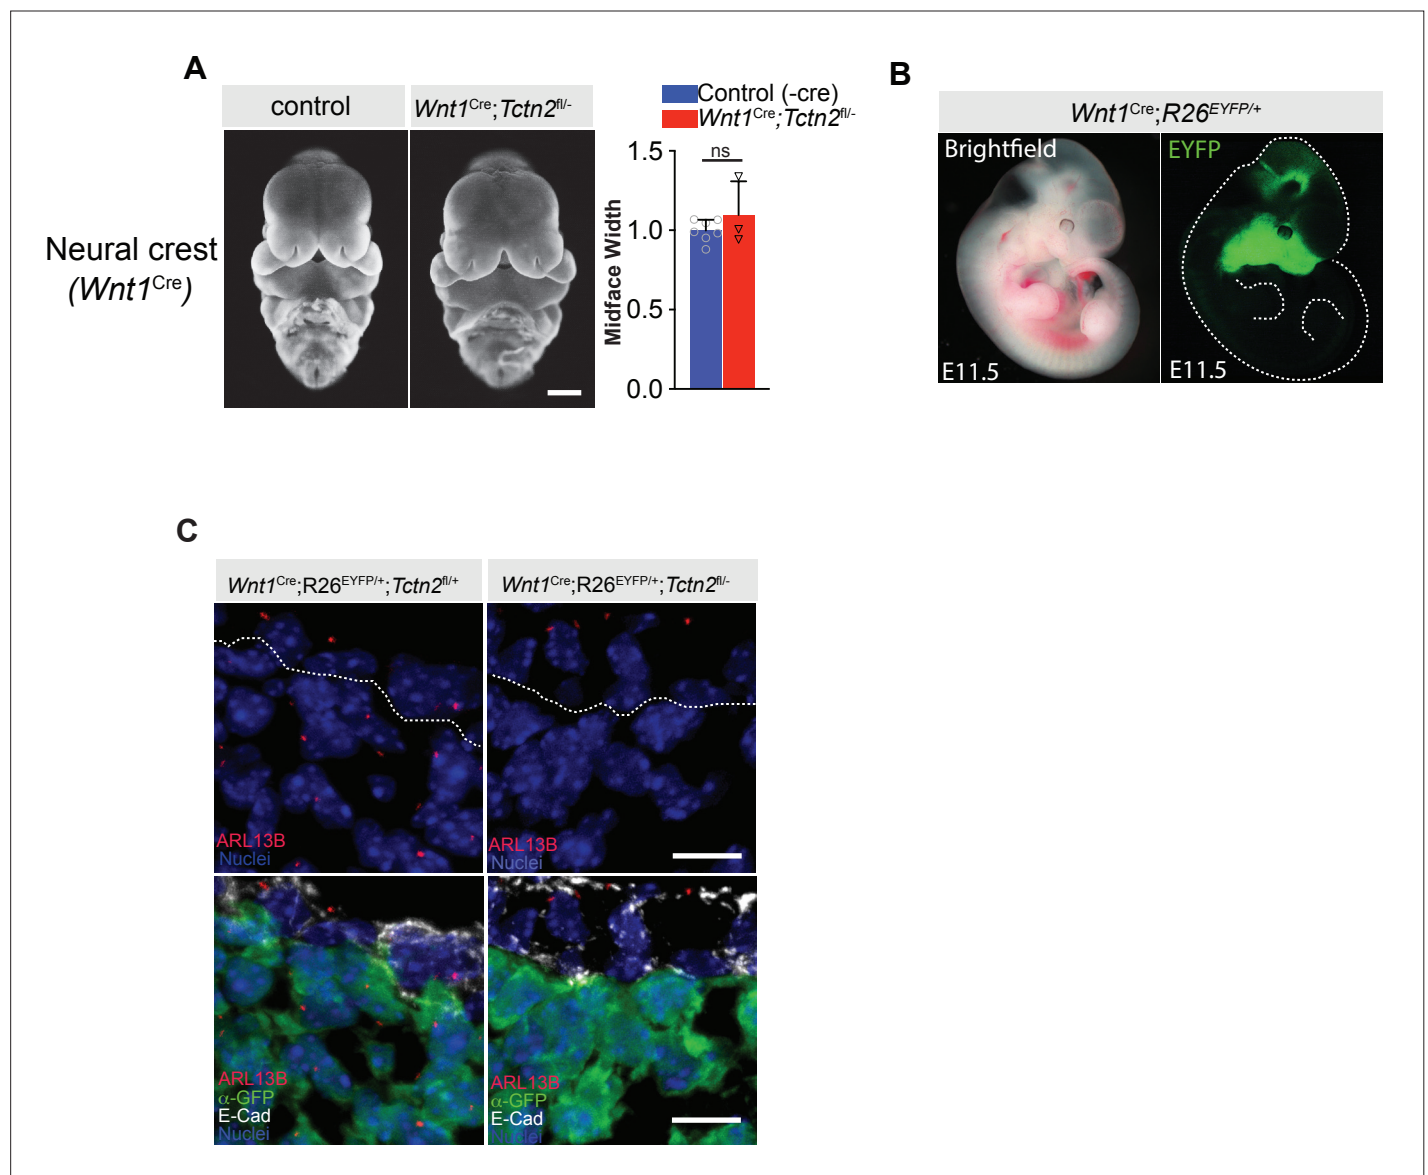 A
control
Wnt1Cre;Tctn2fl/-
Neural crest
(Wnt1Cre)
Control (-cre)
Wnt1Cre;Tctn2fl/-
ns
Midface Width
1.5
1.0
0.5
0.0
B
Wnt1Cre;R26EYFP/+
Brightfield
E11.5
EYFP
E11.5
C
Wnt1Cre;R26EYFP/+;Tctn2fl/+
Wnt1Cre;R26EYFP/+;Tctn2fl/-
ARL13B
Nuclei
ARL13B
Nuclei
ARL13B
α-GFP
E-Cad
Nuclei
ARL13B
α-GFP
E-Cad
Nuclei